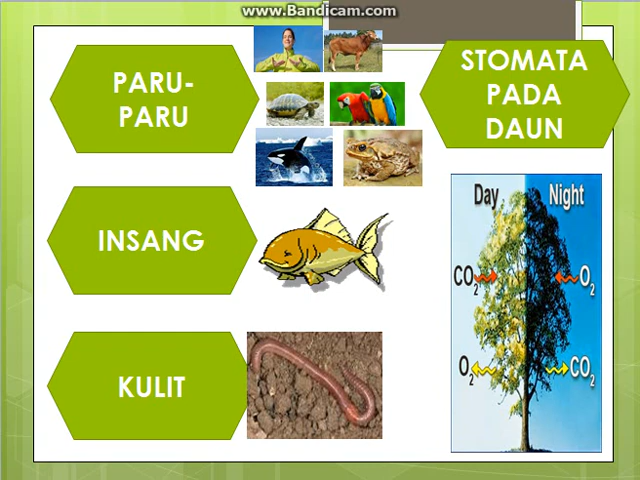 www.Bandicam.com
PARU-
PARU
STOMATA
PADA
DAUN
INSANG
KULIT
Day Night
CO2 O2
O2 CO2